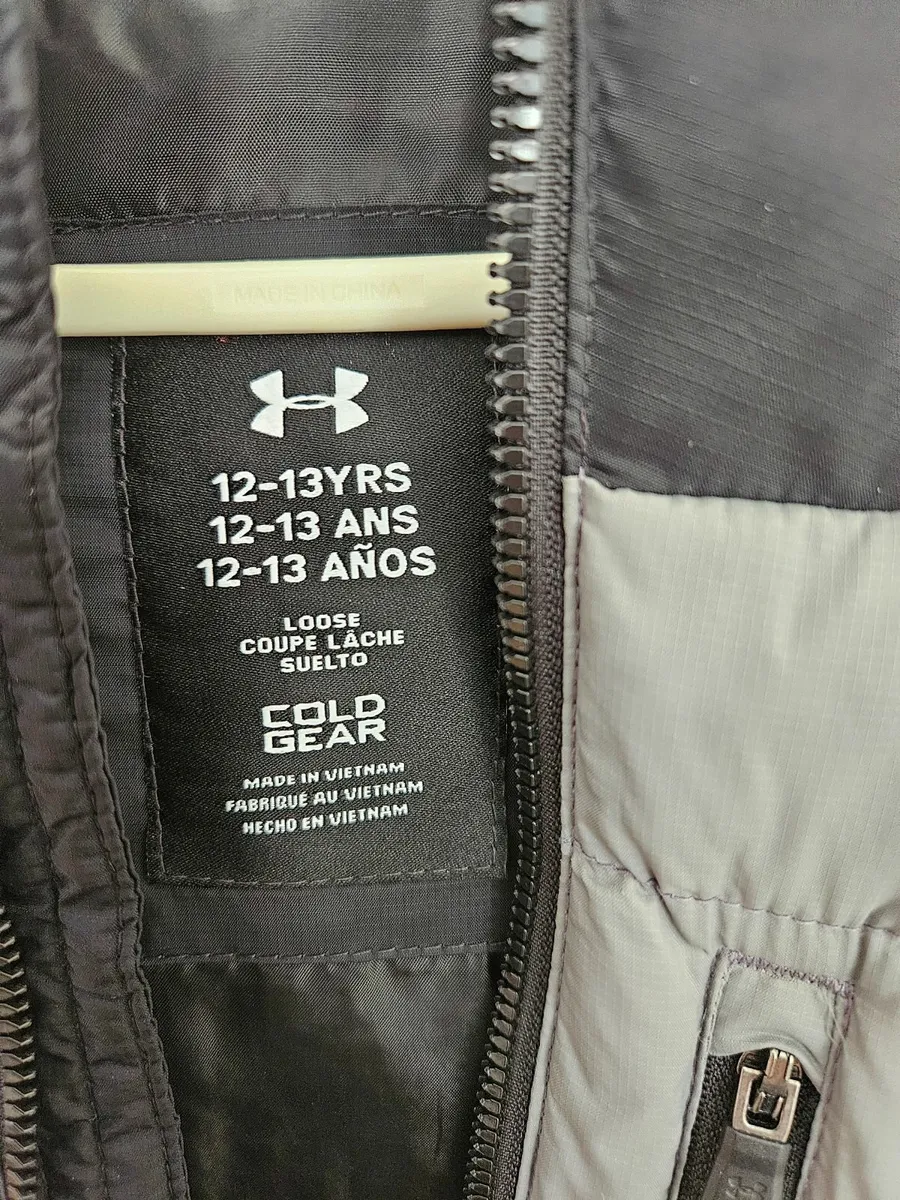 MADE IN CHINA
12-13YRS
12-13 ANS
12-13 AÑOS
LOOSE
COUPE LÂCHE
SUELTO
COLD
GEAR
MADE IN VIETNAM
FABRIQUÉ AU VIETNAM
HECHO EN VIETNAM